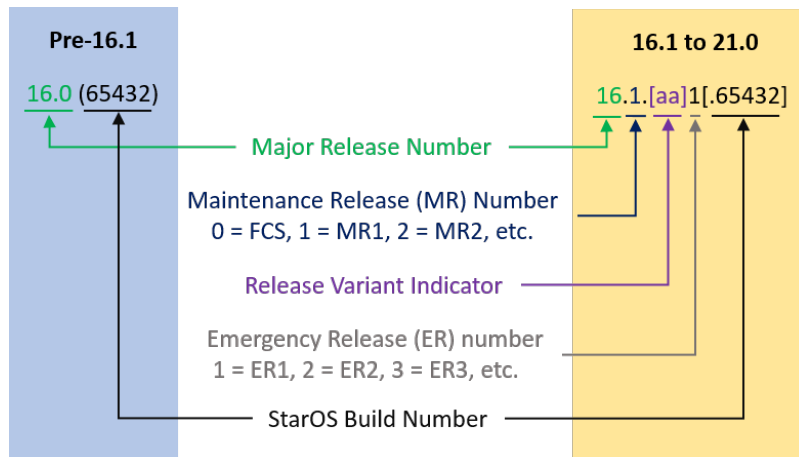 Pre-16.1
16.1 to 21.0
16.0 (65432)
16.1.[aa]1[.65432]
Major Release Number
Maintenance Release (MR) Number
0 = FCS, 1 = MR1, 2 = MR2, etc.
Release Variant Indicator
Emergency Release (ER) number
1 = ER1, 2 = ER2, 3 = ER3, etc.
StarOS Build Number